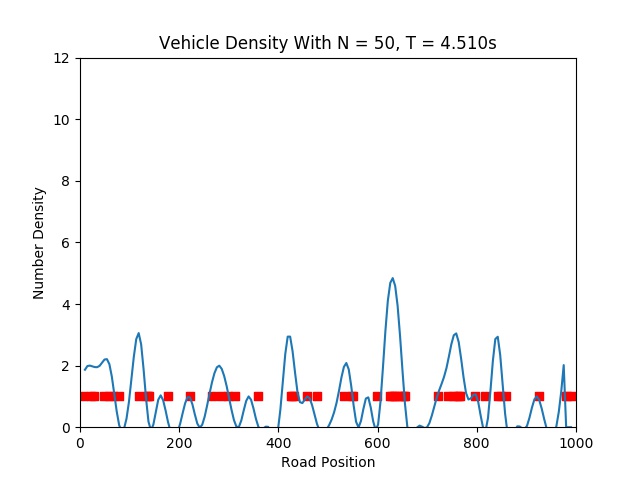 Vehicle Density With N = 50, T = 4.510s
12
10
8
6
4
2
0
Number Density
0 200 400 600 800 1000
Road Position